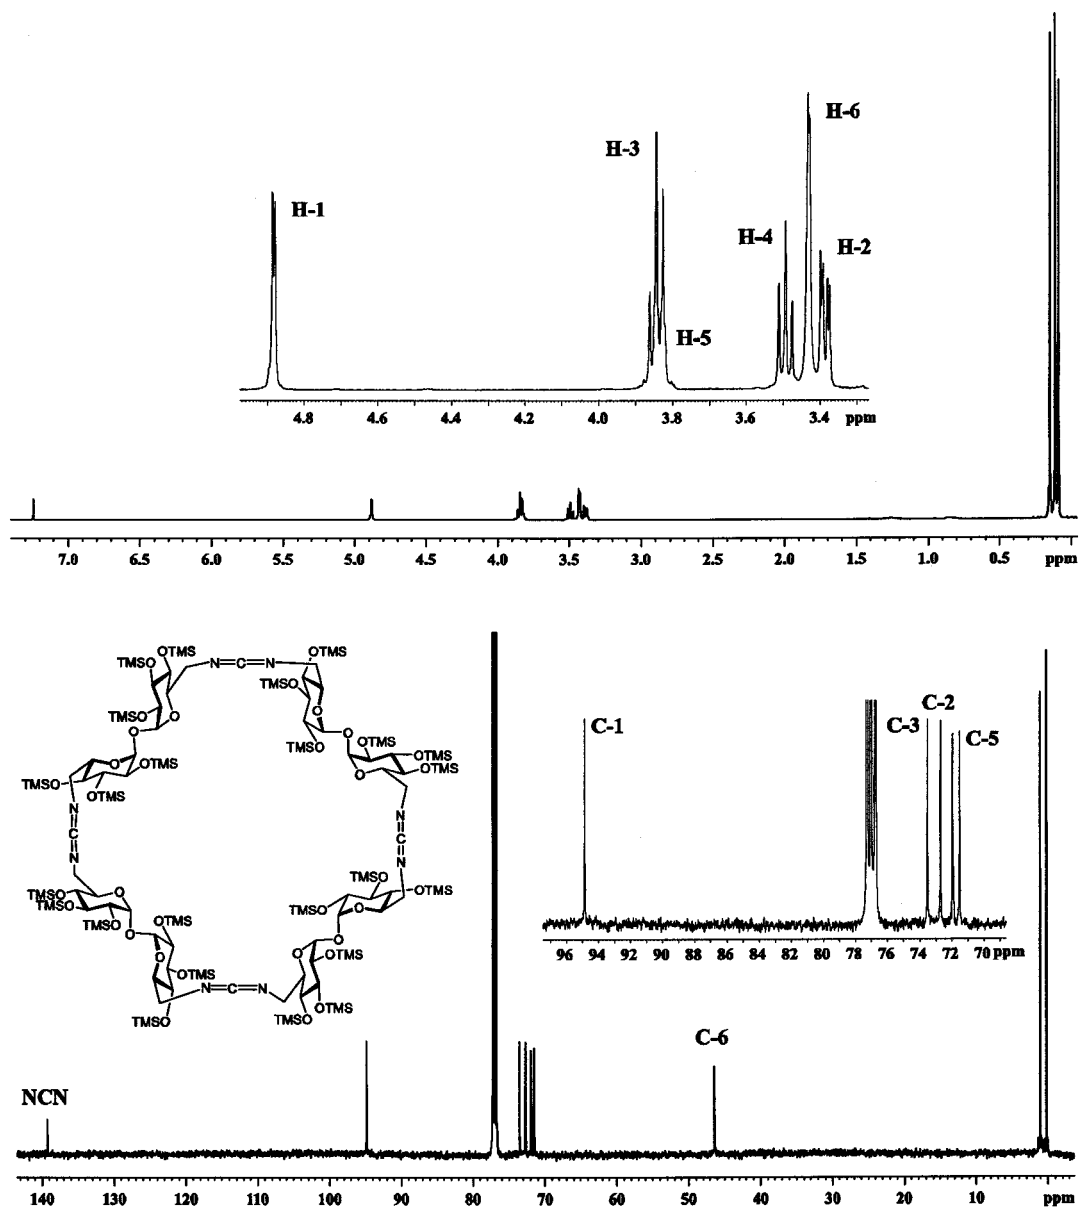 H-6
H-3
H-1
H-4
H-2
H-5
4.8 4.6 4.4 4.2 4.0 3.8 3.6 3.4 ppm
7.0 6.5 6.0 5.5 5.0 4.5 4.0 3.5 3.0 2.5 2.0 1.5 1.0 0.5 ppm
OTMS OTMS
TMSO N=C=N
TMSO
TMSO O
O
O OTMS
TMSO OTMS
TMSO OTMS
O OTMS
TMSO OTMS
O
N
C
N
N
C
N
TMSO OTMS
TMSO O TMSO
TMSO OTMS OTMS
O O
O OTMS O OTMS
OTMS
N=C=N OTMS
TMSO TMSO
C-1 C-3 C-2 C-5
96 94 92 90 88 86 84 82 80 78 76 74 72 70 ppm
C-6
NCN
140 130 120 110 100 90 80 70 60 50 40 30 20 10 ppm